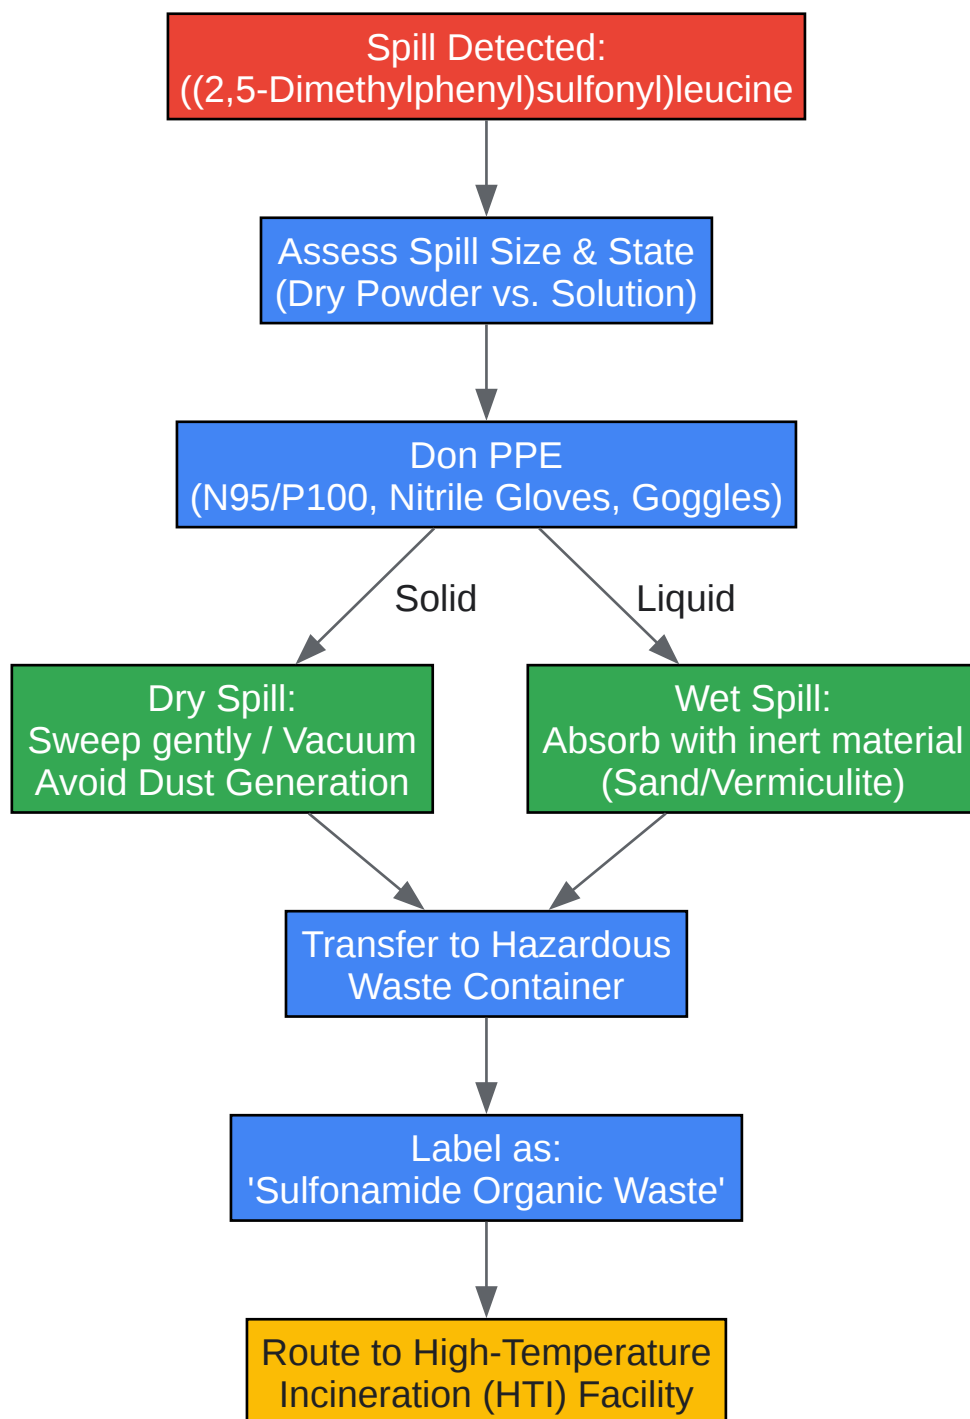 Spill Detected:
((2,5-Dimethylphenyl)sulfonyl)leucine
Assess Spill Size & State
(Dry Powder vs. Solution)
Don PPE
(N95/P100, Nitrile Gloves, Goggles)
Solid
Liquid
Dry Spill:
Sweep gently / Vacuum
Avoid Dust Generation
Wet Spill:
Absorb with inert material
(Sand/Vermiculite)
Transfer to Hazardous
Waste Container
Label as:
'Sulfonamide Organic Waste'
Route to High-Temperature
Incineration (HTI) Facility